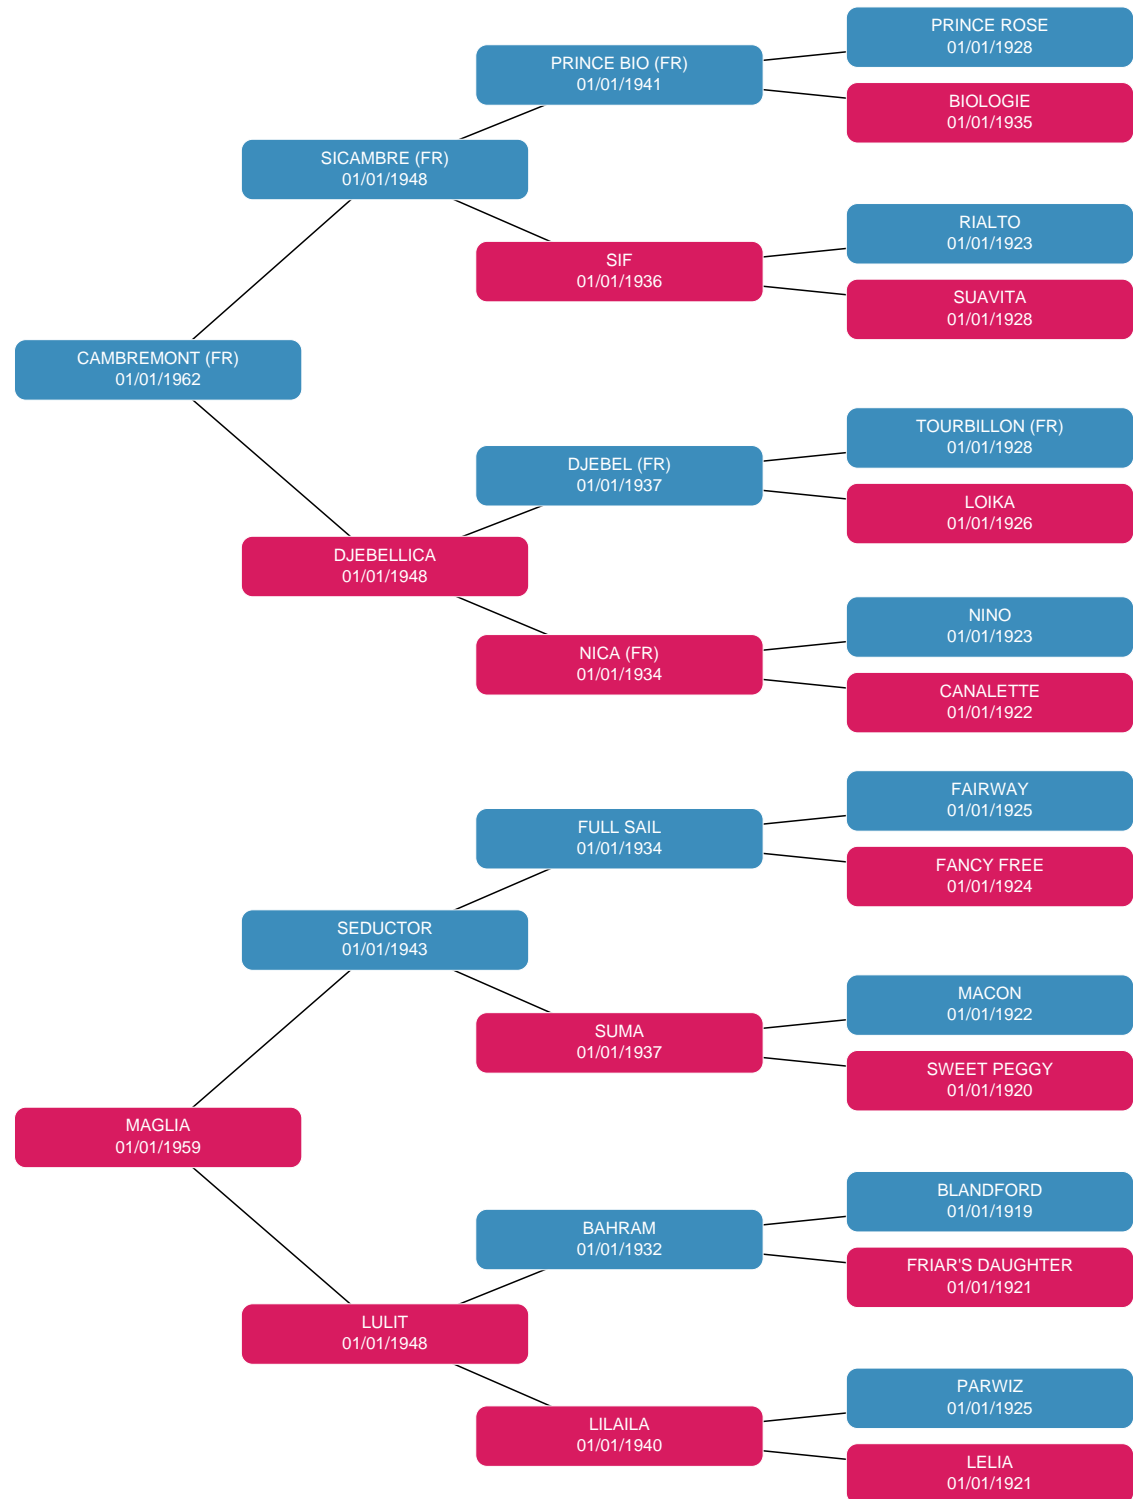 PRINCE ROSE
01/01/1928
PRINCE BIO (FR)
01/01/1941
BIOLOGIE
01/01/1935
SICAMBRE (FR)
01/01/1948
RIALTO
01/01/1923
SIF
01/01/1936
SUAVITA
01/01/1928
CAMBREMONT (FR)
01/01/1962
TOURBILLON (FR)
01/01/1928
DJEBEL (FR)
01/01/1937
LOIKA
01/01/1926
DJEBELLICA
01/01/1948
NINO
01/01/1923
NICA (FR)
01/01/1934
CANALETTE
01/01/1922
FAIRWAY
01/01/1925
FULL SAIL
01/01/1934
FANCY FREE
01/01/1924
SEDUCTOR
01/01/1943
MACON
01/01/1922
SUMA
01/01/1937
SWEET PEGGY
01/01/1920
MAGLIA
01/01/1959
BLANDFORD
01/01/1919
BAHRAM
01/01/1932
FRIAR'S DAUGHTER
01/01/1921
LULIT
01/01/1948
PARWIZ
01/01/1925
LILAILA
01/01/1940
LELIA
01/01/1921